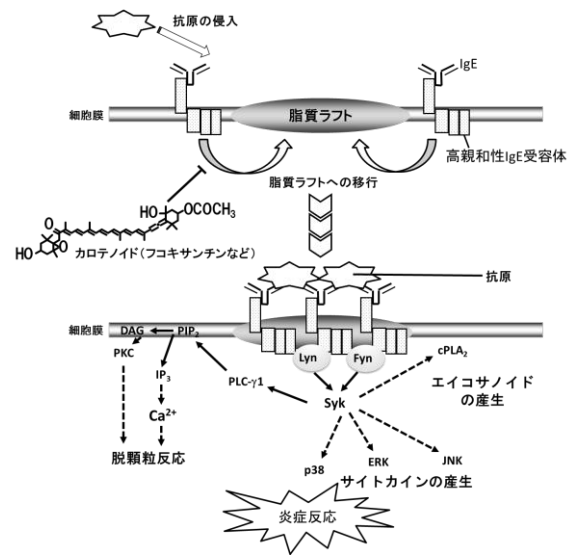 抗原の侵入
IgE
細胞膜
脂質ラフト
高親和性IgE受容体
脂質ラフトへの移行
HO
OCOCH3
O
HO
O
カロテノイド（フコキサンチンなど）
抗原
細胞膜
DAG
PIP2
Lyn
Fyn
cPLA2
PKC
IP3
PLC-γ1
Syk
エイコサノイド
の産生
Ca2+
脱顆粒反応
p38
ERK
JNK
サイトカインの産生
炎症反応